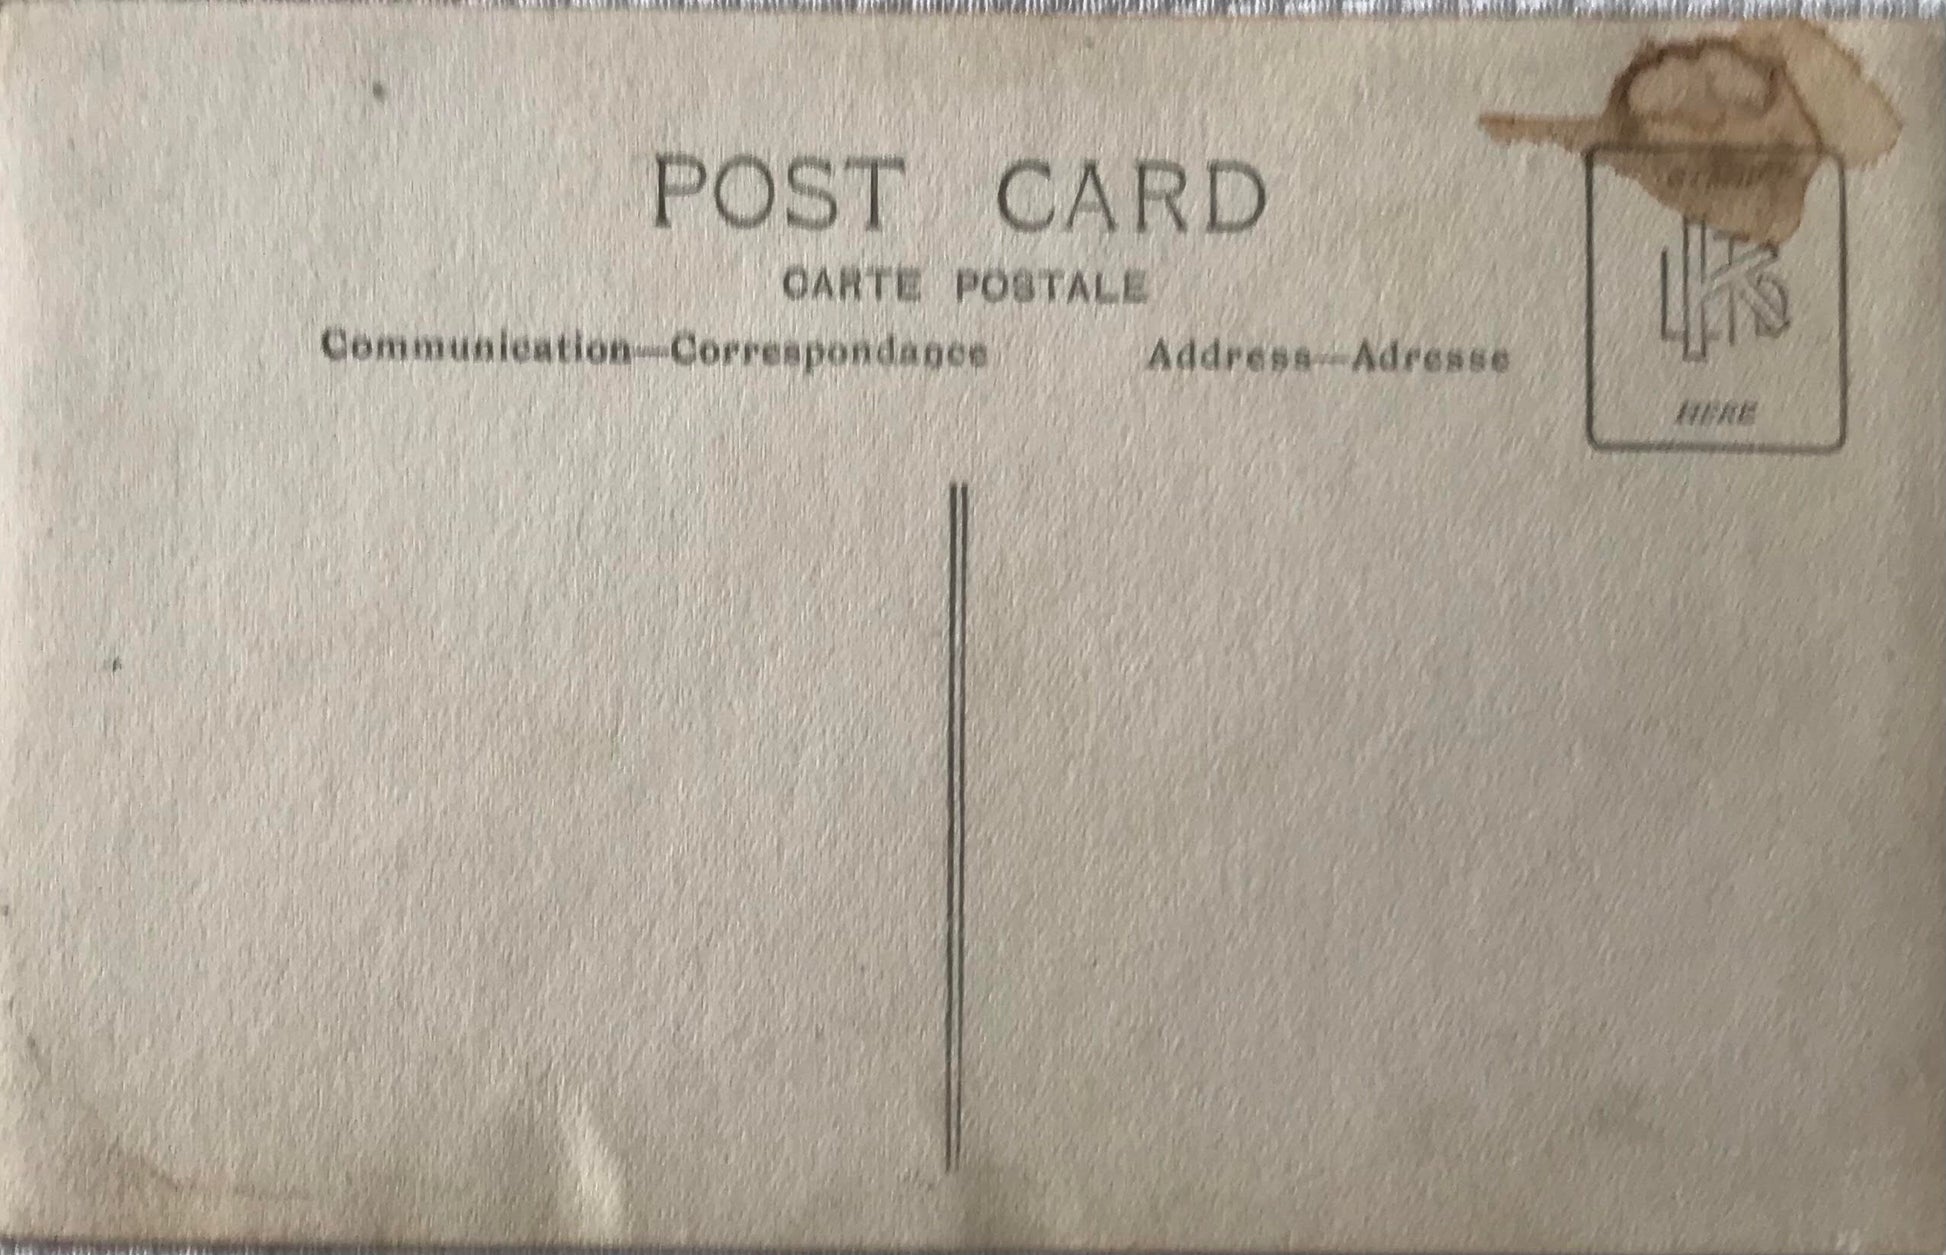 POST CARD
CARTE POSTALE
Communication—Correspondance
Address—Adresse
HERE